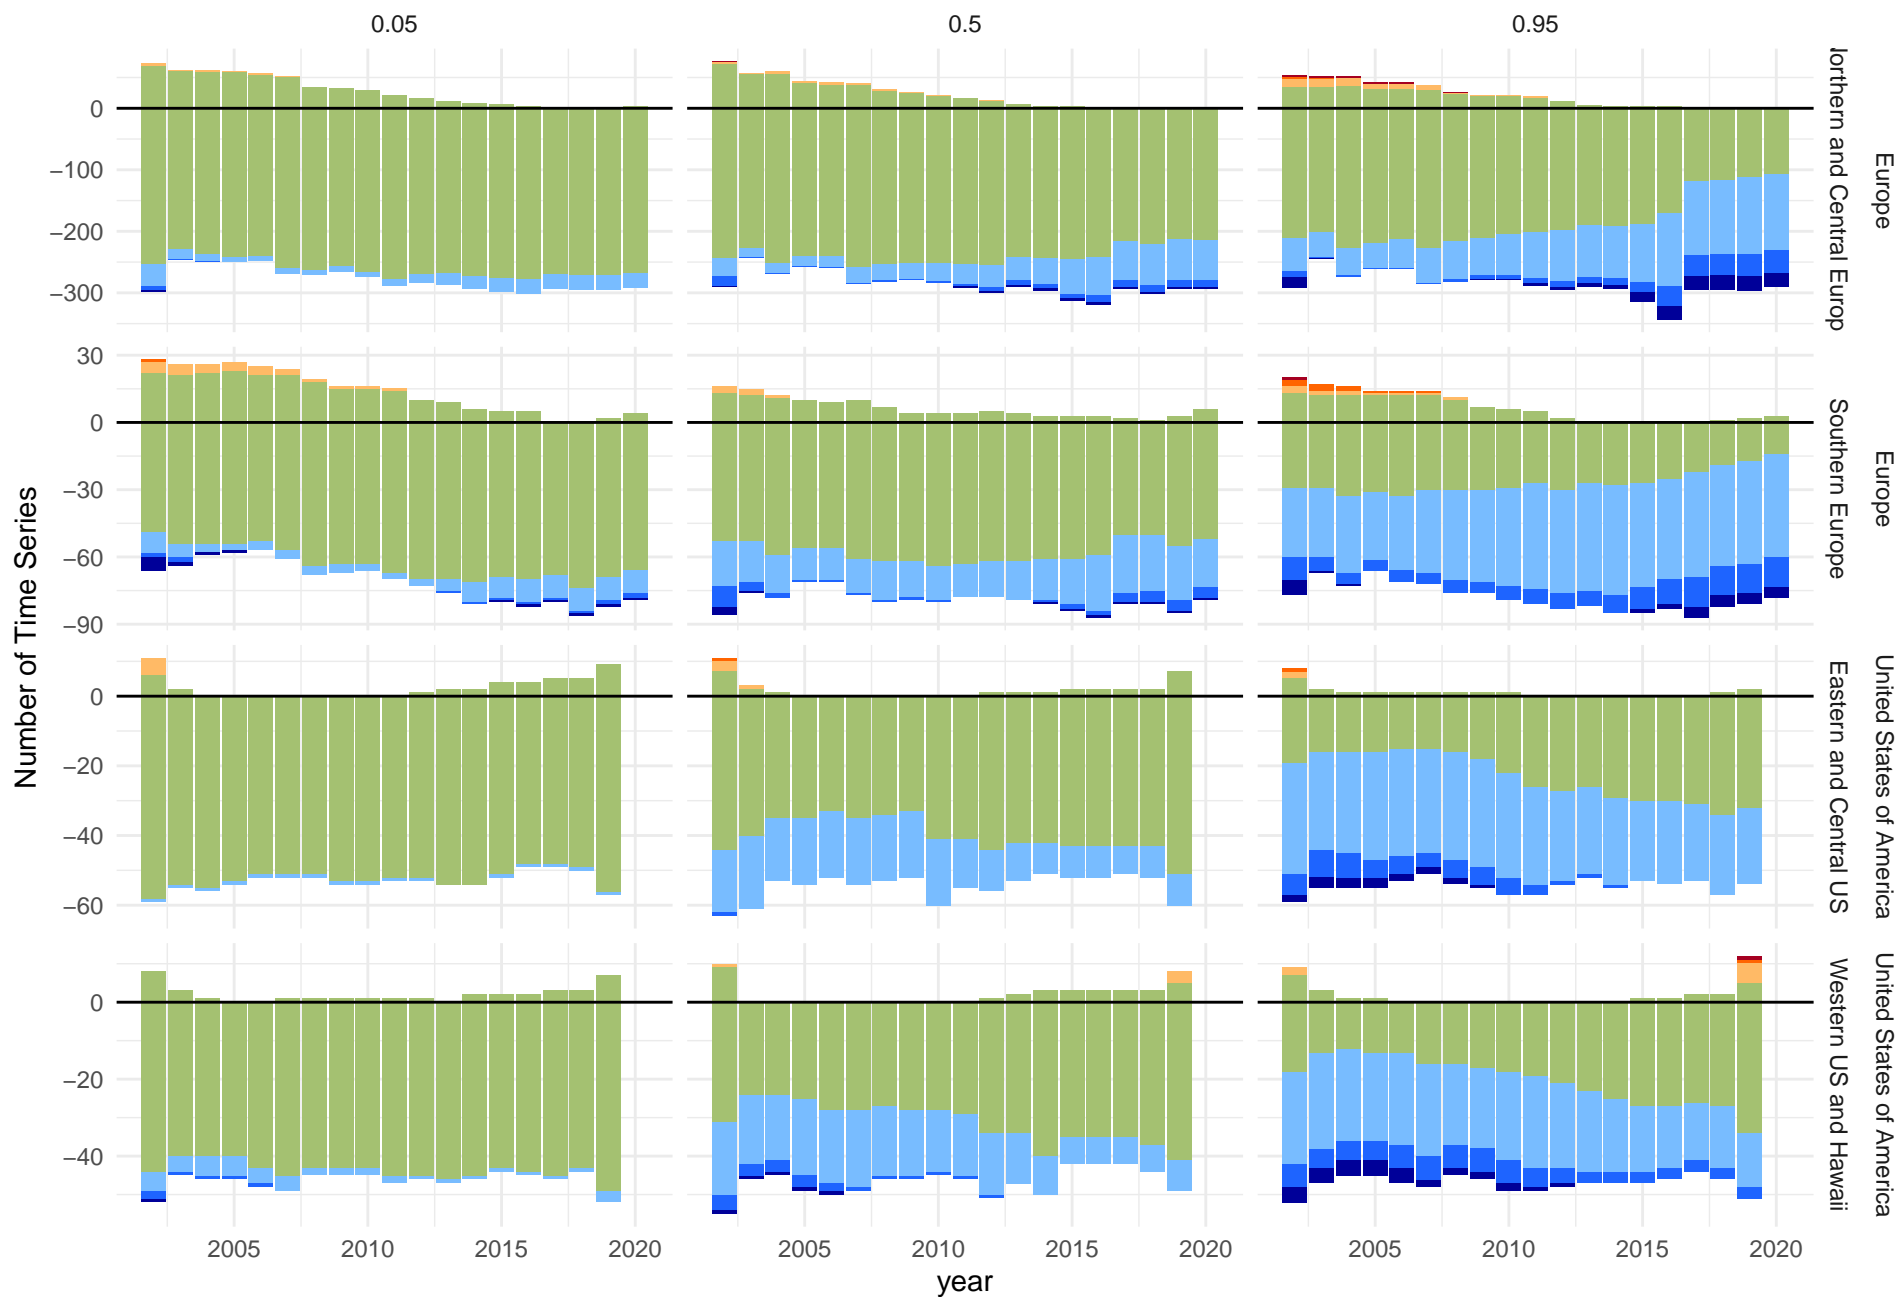 0.05 0.5 0.95
0
−100
−200
−300
orthern and Central Europ
Europe
30
0
−30
−60
−90
Southern Europe
Europe
0
−20
−40
−60
Eastern and Central US
United States of America
0
−20
−40
Western US and Hawaii
United States of America
Number of Time Series
2005 2010 2015 2020 2005 2010 2015 2020 2005 2010 2015 2020
year